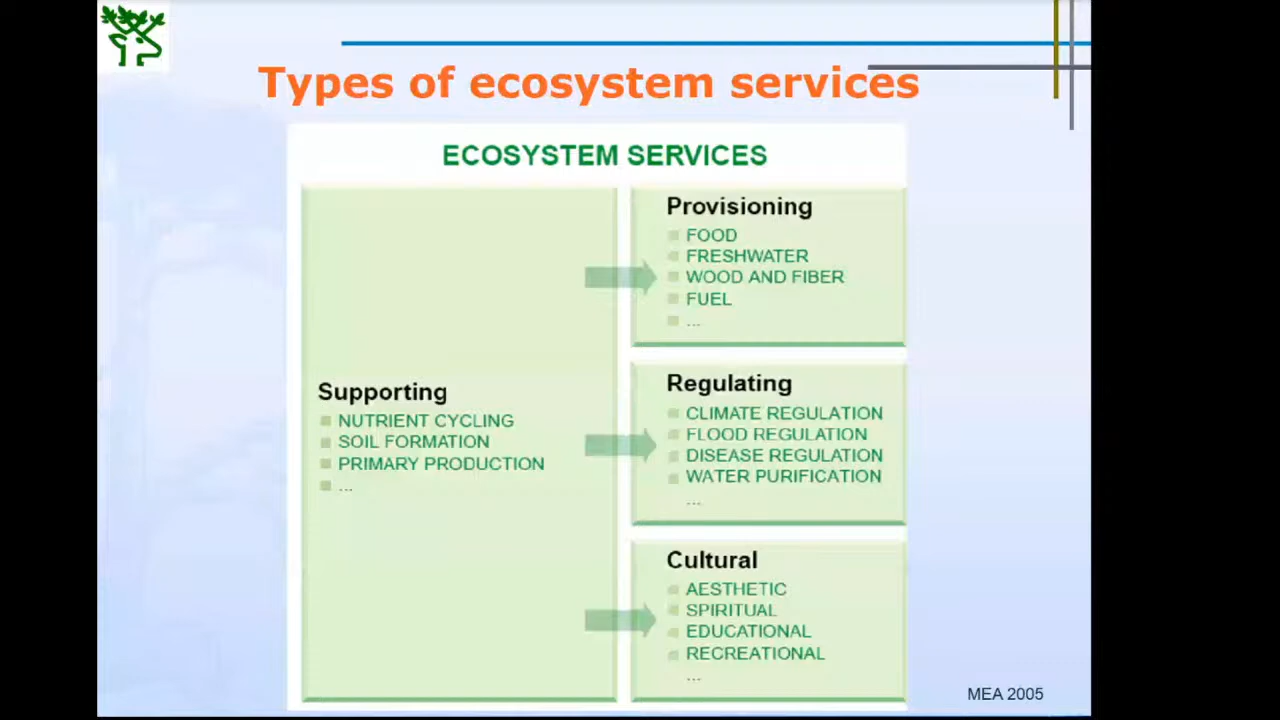 Types of ecosystem services
ECOSYSTEM SERVICES
Supporting
NUTRIENT CYCLING
SOIL FORMATION
PRIMARY PRODUCTION
...
Provisioning
FOOD
FRESHWATER
WOOD AND FIBER
FUEL
...
Regulating
CLIMATE REGULATION
FLOOD REGULATION
DISEASE REGULATION
WATER PURIFICATION
...
Cultural
AESTHETIC
SPIRITUAL
EDUCATIONAL
RECREATIONAL
...
MEA 2005